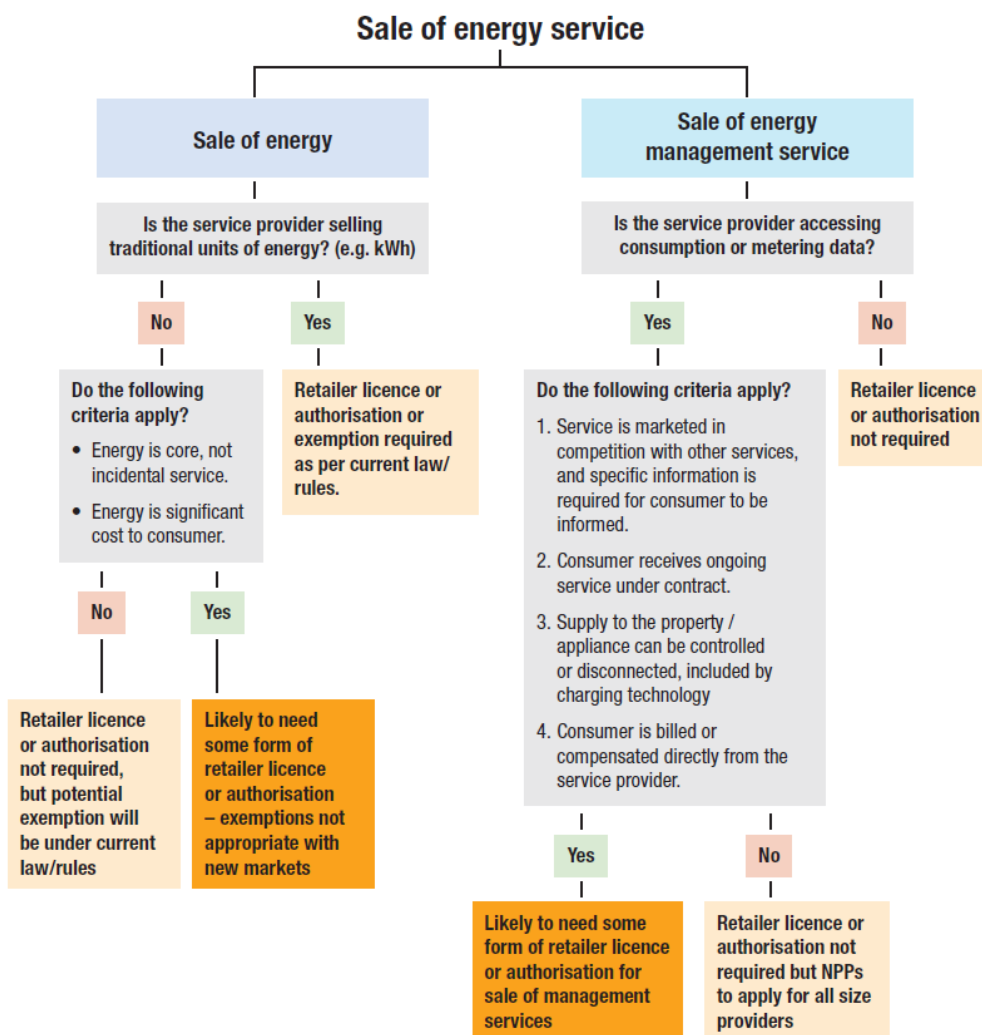 Sale of energy service
Sale of energy
Is the service provider selling
traditional units of energy? (e.g. kWh)
No
Yes
Do the following
criteria apply?
• Energy is core, not
incidental service.
• Energy is significant
cost to consumer.
Retailer licence or
authorisation or
exemption required
as per current law/
rules.
No
Yes
Retailer licence
or authorisation
not required,
but potential
exemption will
be under current
law/rules
Likely to need
some form of
retailer licence
or authorisation
– exemptions not
appropriate with
new markets
Sale of energy
management service
Is the service provider accessing
consumption or metering data?
Yes
No
Do the following criteria apply?
1. Service is marketed in
competition with other services,
and specific information is
required for consumer to be
informed.
2. Consumer receives ongoing
service under contract.
3. Supply to the property /
appliance can be controlled
or disconnected, included by
charging technology
4. Consumer is billed or
compensated directly from the
service provider.
Retailer licence
or authorisation
not required
Yes
No
Likely to need some
form of retailer licence
or authorisation for
sale of management
services
Retailer licence or
authorisation not
required but NPPs
to apply for all size
providers